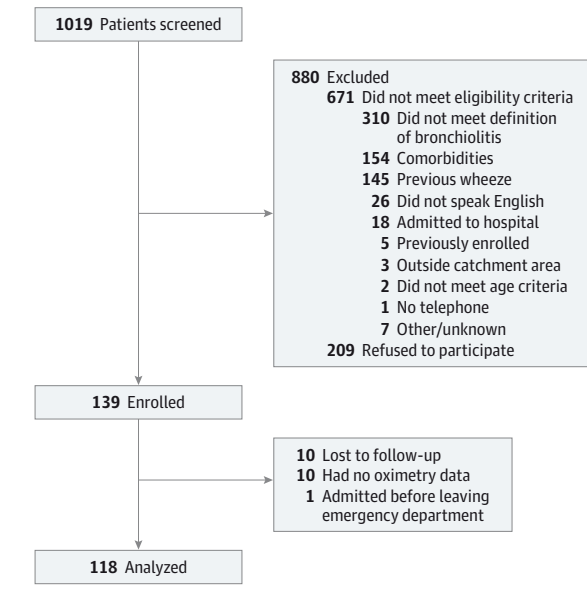 1019 Patients screened
880 Excluded
671 Did not meet eligibility criteria
310 Did not meet definition
of bronchiolitis
154 Comorbidities
145 Previous wheeze
26 Did not speak English
18 Admitted to hospital
5 Previously enrolled
3 Outside catchment area
2 Did not meet age criteria
1 No telephone
7 Other/unknown
209 Refused to participate
139 Enrolled
10 Lost to follow-up
10 Had no oximetry data
1 Admitted before leaving
emergency department
118 Analyzed